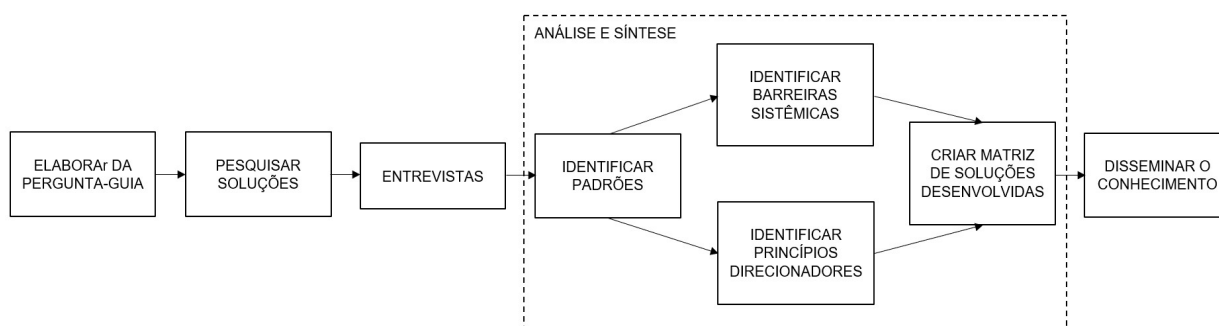 ANÁLISE E SÍNTESE
ELABORAr DA
PERGUNTA-GUIA
PESQUISAR
SOLUÇÕES
ENTREVISTAS
IDENTIFICAR
PADRÕES
IDENTIFICAR
BARREIRAS
SISTÊMICAS
IDENTIFICAR
PRINCÍPIOS
DIRECIONADORES
CRIAR MATRIZ
DE SOLUÇÕES
DESENVOLVIDAS
DISSEMINAR O
CONHECIMENTO